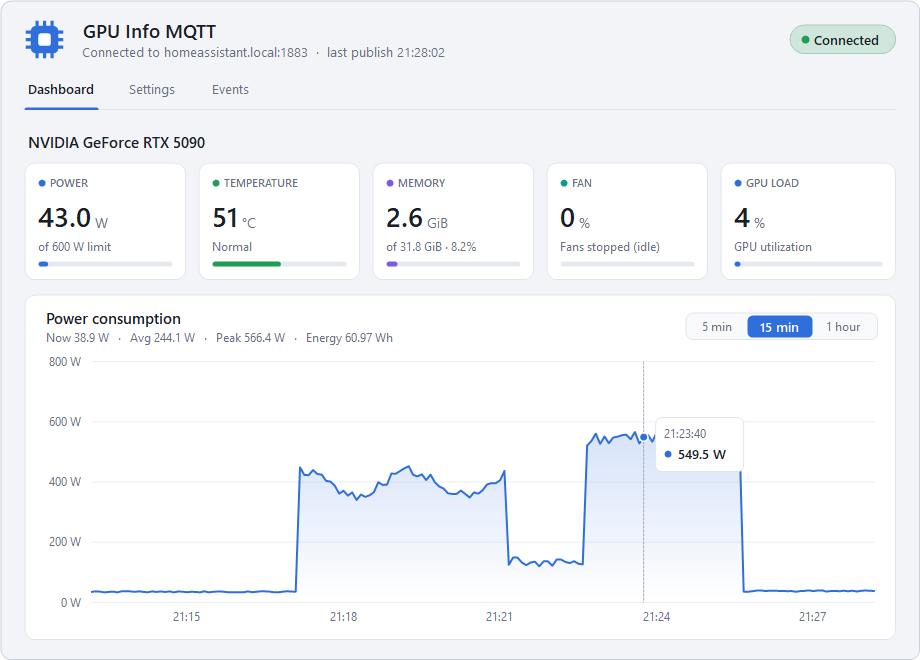 GPU Info MQTT
Connected to homeassistant.local:1883 · last publish 21:28:02
Connected
Dashboard Settings Events
NVIDIA GeForce RTX 5090
POWER
43.0 W
of 600 W limit
TEMPERATURE
51 °C
Normal
MEMORY
2.6 GiB
of 31.8 GiB · 8.2%
FAN
0 %
Fans stopped (idle)
GPU LOAD
4 %
GPU utilization
Power consumption
Now 38.9 W · Avg 244.1 W · Peak 566.4 W · Energy 60.97 Wh
5 min 15 min 1 hour
800 W
600 W
400 W
200 W
0 W
21:23:40
549.5 W
21:15 21:18 21:21 21:24 21:27